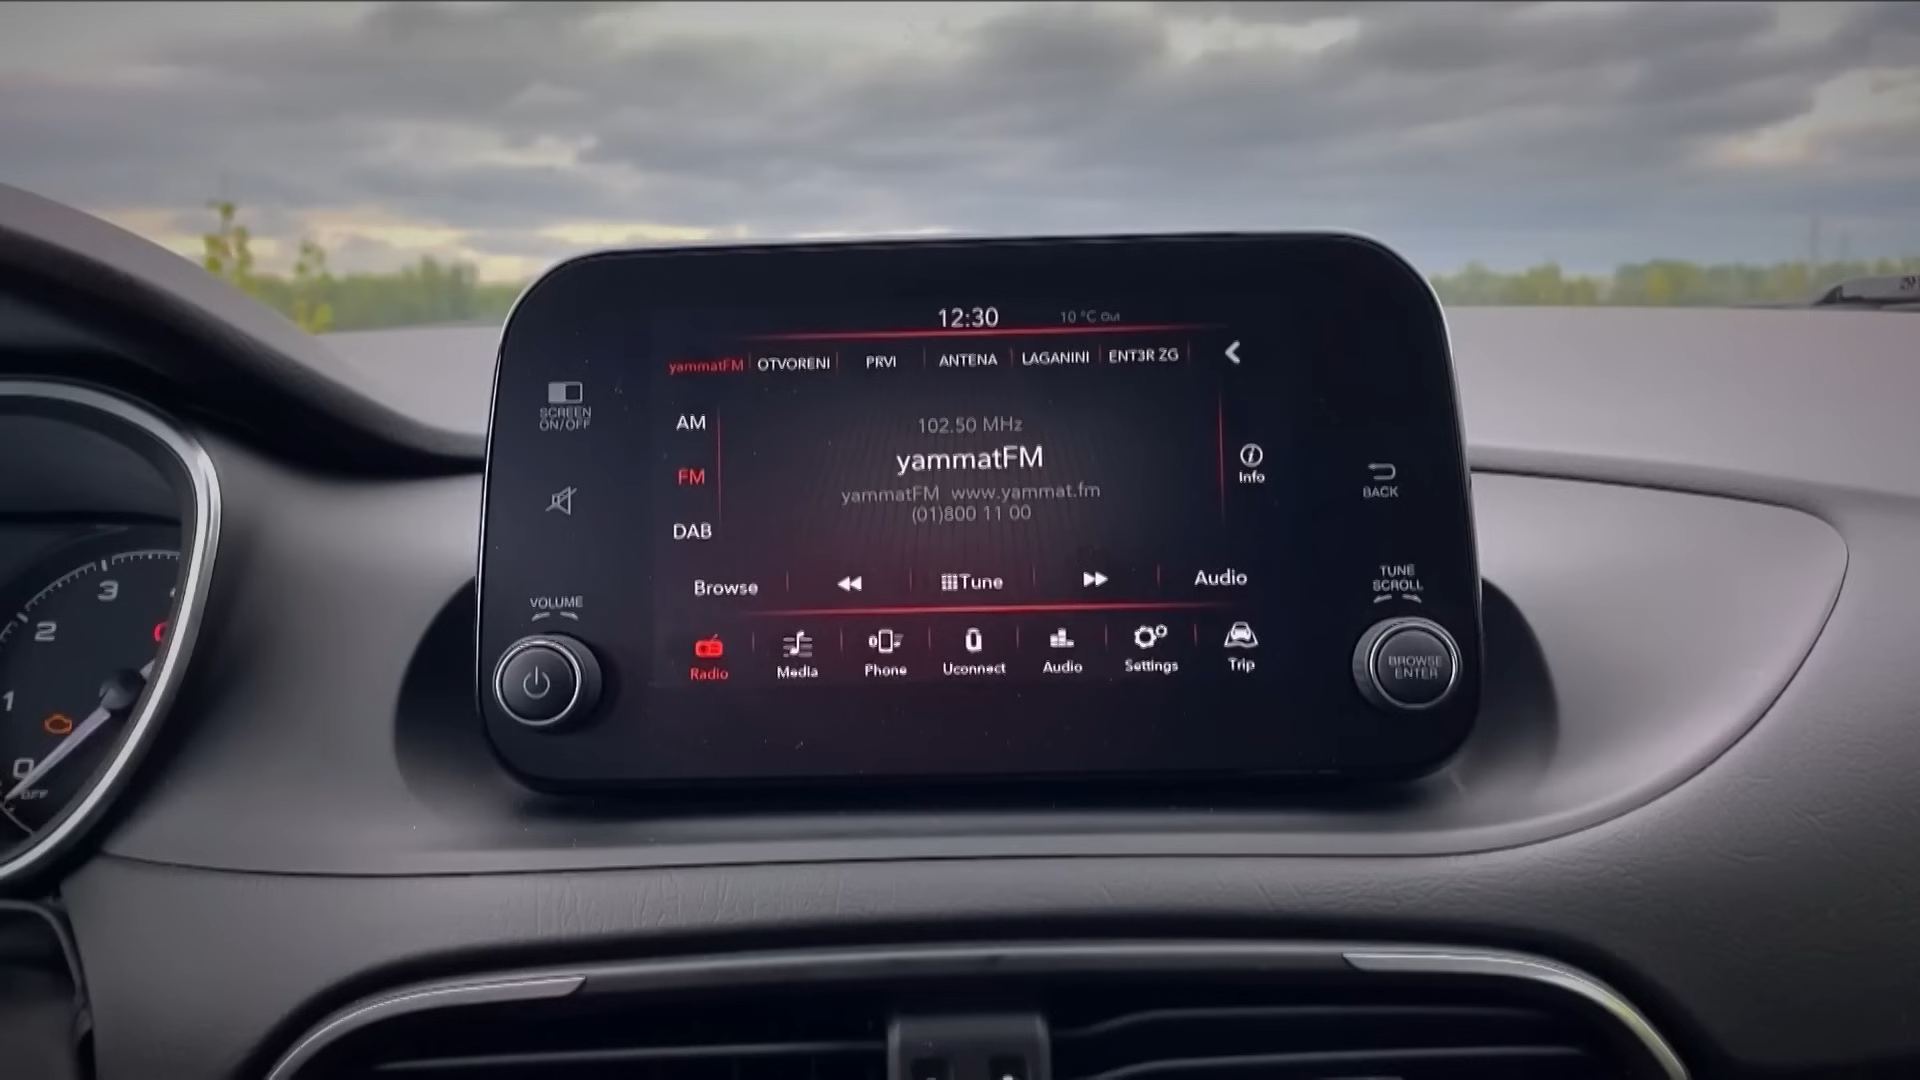 12:30 10 °C Out
yammatFM OTVORENI PRVI ANTENA LAGANINI ENT3R ZG
SCREEN
ON/OFF
AM
102.50 MHz
yammatFM
FM
yammatFM www.yammat.fm
(01)800 11 00
Info
BACK
DAB
Browse Tune Audio
VOLUME
TUNE
SCROLL
Radio Media Phone Uconnect Audio Settings Trip
BROWSE
ENTER
3
2
1
0
OFF